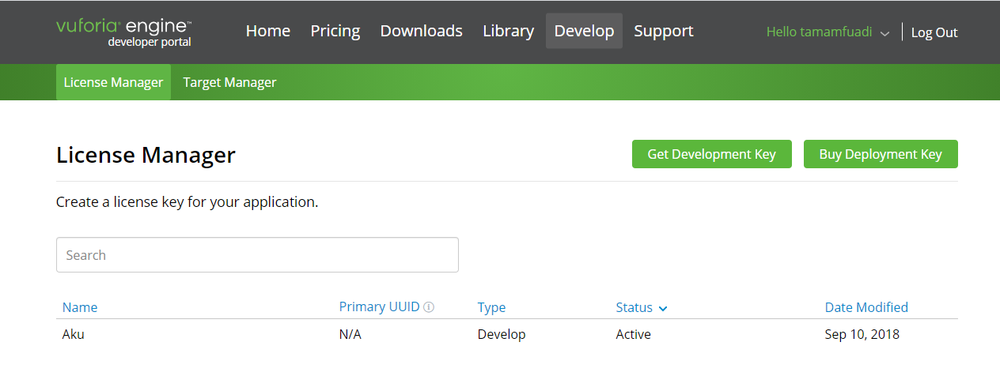 vuforia® engine™
developer portal
Home Pricing Downloads Library Develop Support
Hello tamamfuadi Log Out
License Manager Target Manager
License Manager
Get Development Key Buy Deployment Key
Create a license key for your application.
Search
Name Primary UUID Type Status Date Modified
Aku N/A Develop Active Sep 10, 2018